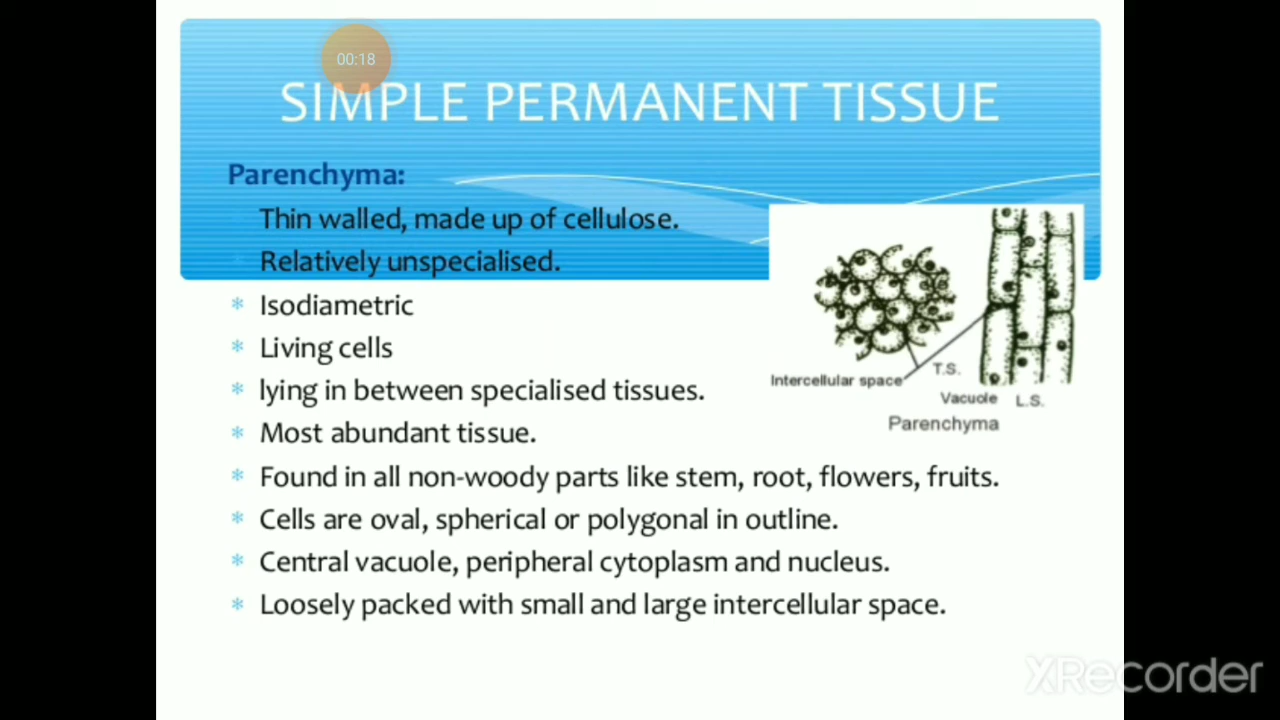 00:18
SIMPLE PERMANENT TISSUE
Parenchyma:
Thin walled, made up of cellulose.
Relatively unspecialised.
* Isodiametric
* Living cells
* lying in between specialised tissues.
* Most abundant tissue.
* Found in all non-woody parts like stem, root, flowers, fruits.
* Cells are oval, spherical or polygonal in outline.
* Central vacuole, peripheral cytoplasm and nucleus.
* Loosely packed with small and large intercellular space.
Intercellular space
T.S.
Vacuole
L.S.
Parenchyma
XRecorder